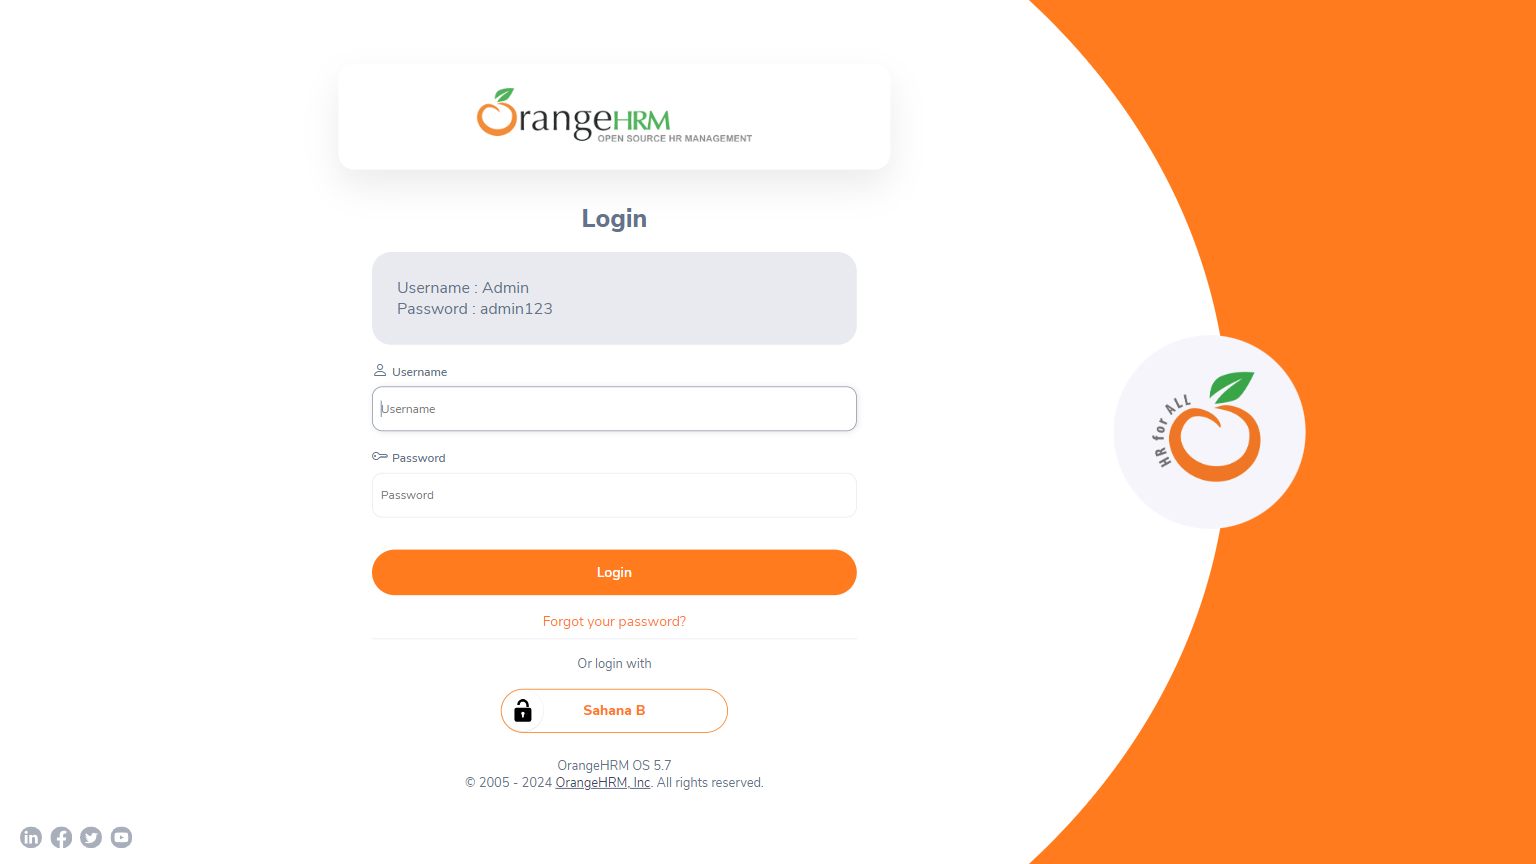 OrangeHRM
OPEN SOURCE HR MANAGEMENT
Login
Username : Admin
Password : admin123
Username
Username
Password
Password
Login
Forgot your password?
Or login with
Sahana B
OrangeHRM OS 5.7
© 2005 - 2024 OrangeHRM, Inc. All rights reserved.
HR for ALL
in